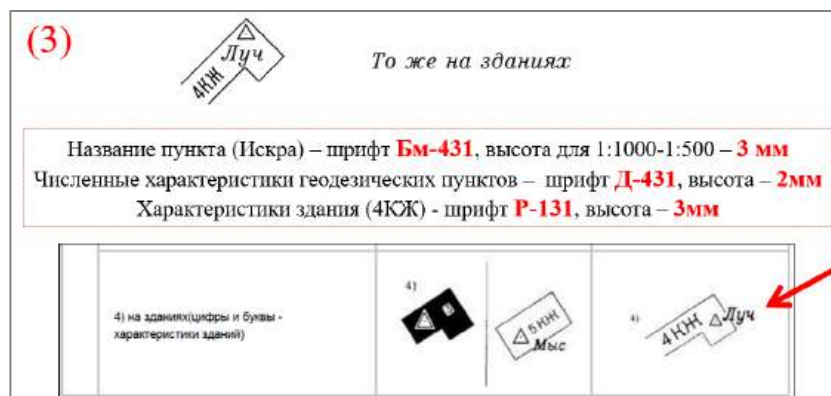 (3)
Луч
4КЖ
То же на зданиях
Название пункта (Искра) – шрифт Бм-431, высота для 1:1000-1:500 – 3 мм
Численные характеристики геодезических пунктов – шрифт Д-431, высота – 2мм
Характеристики здания (4КЖ) - шрифт Р-131, высота – 3мм
4) на зданиях(цифры и буквы -
характеристики зданий)
4)
5КЖ
Мыс
4)
4КЖ
Луч